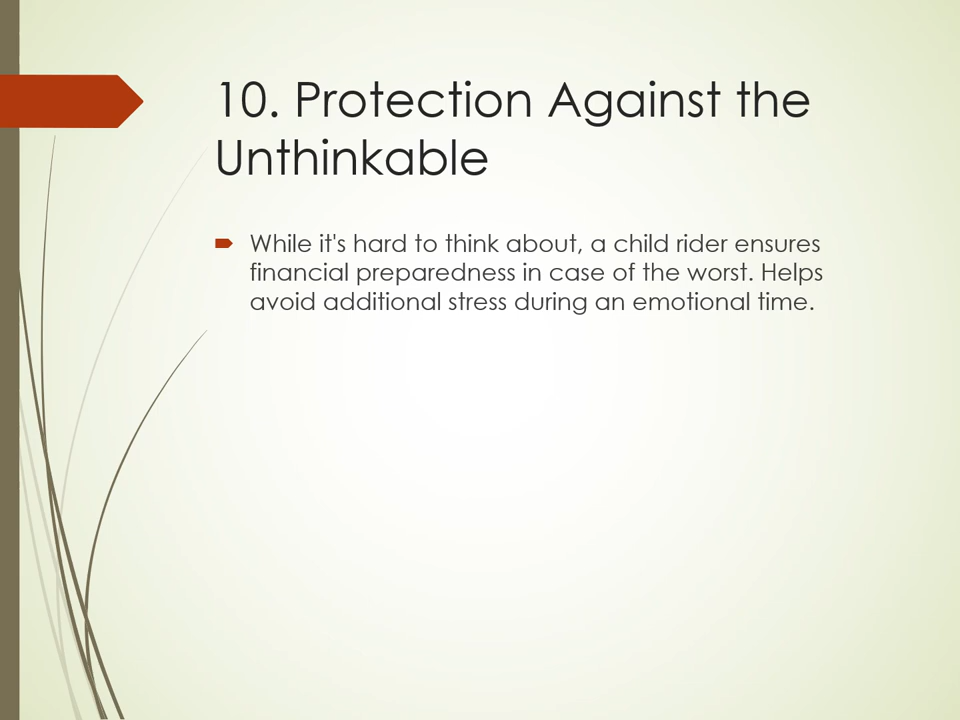 10. Protection Against the
Unthinkable
While it's hard to think about, a child rider ensures
financial preparedness in case of the worst. Helps
avoid additional stress during an emotional time.